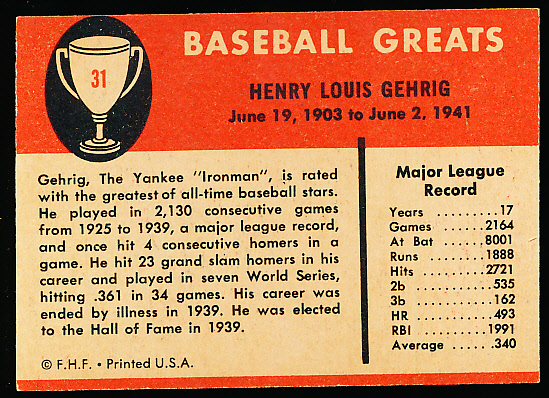 31
BASEBALL GREATS
HENRY LOUIS GEHRIG
June 19, 1903 to June 2, 1941
Gehrig, The Yankee "Ironman", is rated
with the greatest of all-time baseball stars.
He played in 2,130 consecutive games
from 1925 to 1939, a major league record,
and once hit 4 consecutive homers in a
game. He hit 23 grand slam homers in his
career and played in seven World Series,
hitting .361 in 34 games. His career was
ended by illness in 1939. He was elected
to the Hall of Fame in 1939.
© F.H.F. • Printed U.S.A.
Major League
Record
Years .........17
Games .......2164
At Bat .......8001
Runs ........1888
Hits .........2721
2b ...........535
3b ...........162
HR ...........493
RBI .........1991
Average ......340